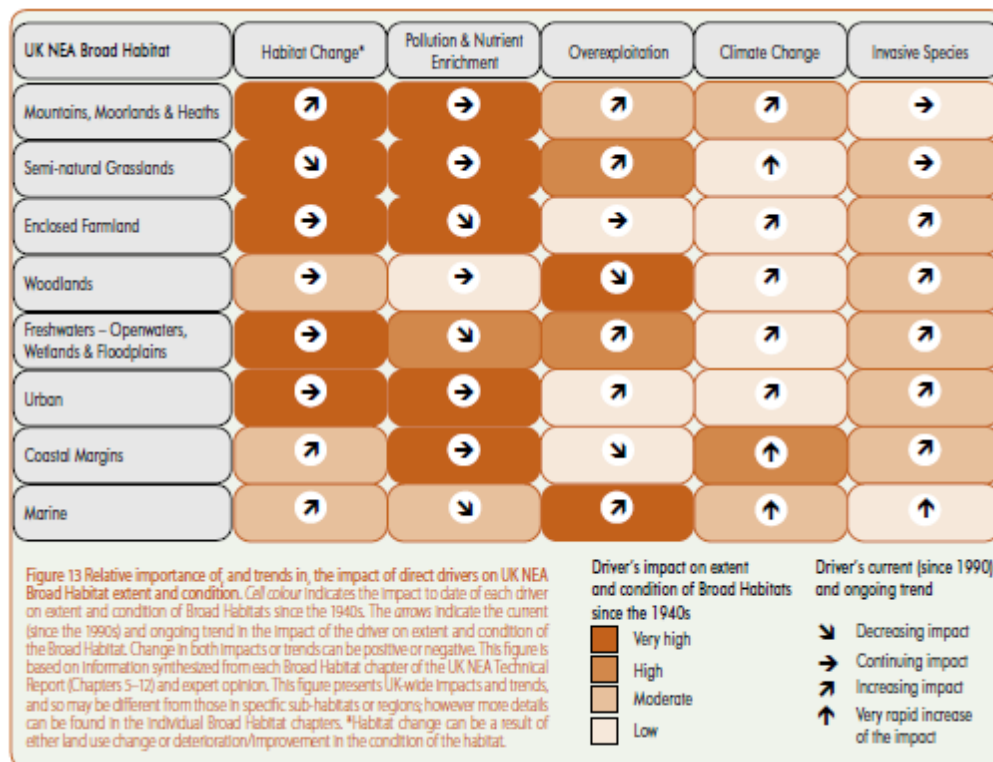 UK NEA Broad Habitat
Habitat Change*
Pollution & Nutrient
Enrichment
Overexploitation
Climate Change
Invasive Species
Mountains, Moorlands & Heaths
Semi-natural Grasslands
Enclosed Farmland
Woodlands
Freshwaters – Openwaters,
Wetlands & Floodplains
Urban
Coastal Margins
Marine
Figure 13 Relative importance of, and trends in, the impact of direct drivers on UK NEA
Broad Habitat extent and condition. Cell colour indicates the impact to date of each driver
on extent and condition of Broad Habitats since the 1940s. The arrows indicate the current
(since the 1990s) and ongoing trend in the impact of the driver on extent and condition of
the Broad Habitat. Change in both impacts or trends can be positive or negative. This figure is
based on information synthesized from each Broad Habitat chapter of the UK NEA Technical
Report (Chapters 5–12) and expert opinion. This figure presents UK-wide impacts and trends,
and so may be different from those in specific sub-habitats or regions; however more details
can be found in the individual Broad Habitat chapters. *Habitat change can be a result of
either land use change or deterioration/improvement in the condition of the habitat.
Driver's impact on extent
and condition of Broad Habitats
since the 1940s
Very high
High
Moderate
Low
Driver's current (since 1990)
and ongoing trend
Decreasing impact
Continuing impact
Increasing impact
Very rapid increase
of the impact